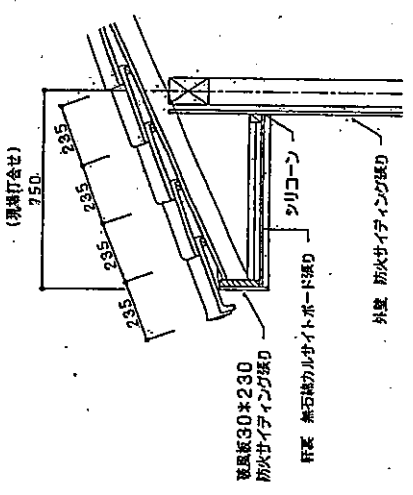 (現場打合せ)
750
235
235
235
235
シリコーン
破風板30*230
防火サイディング張り
軒裏 無石綿カルサイトボード張り
外壁 防火サイディング張り